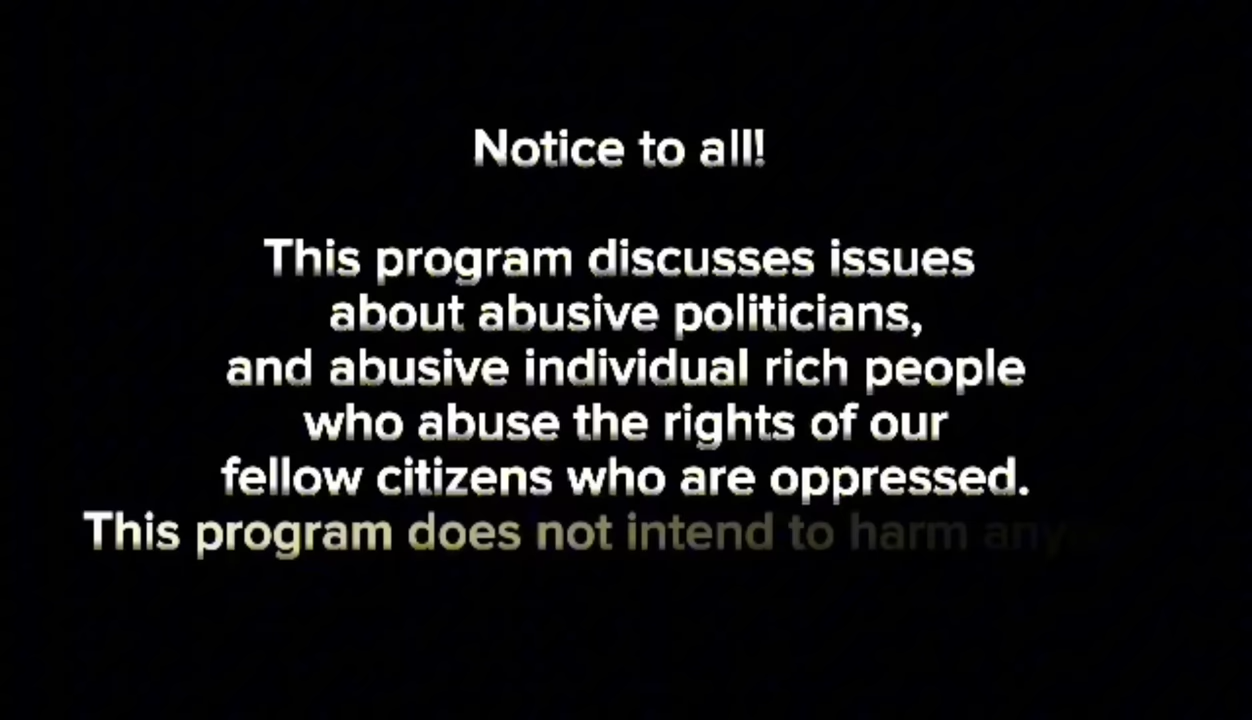 Notice to all!
This program discusses issues
about abusive politicians,
and abusive individual rich people
who abuse the rights of our
fellow citizens who are oppressed.
This program does not intend to harm